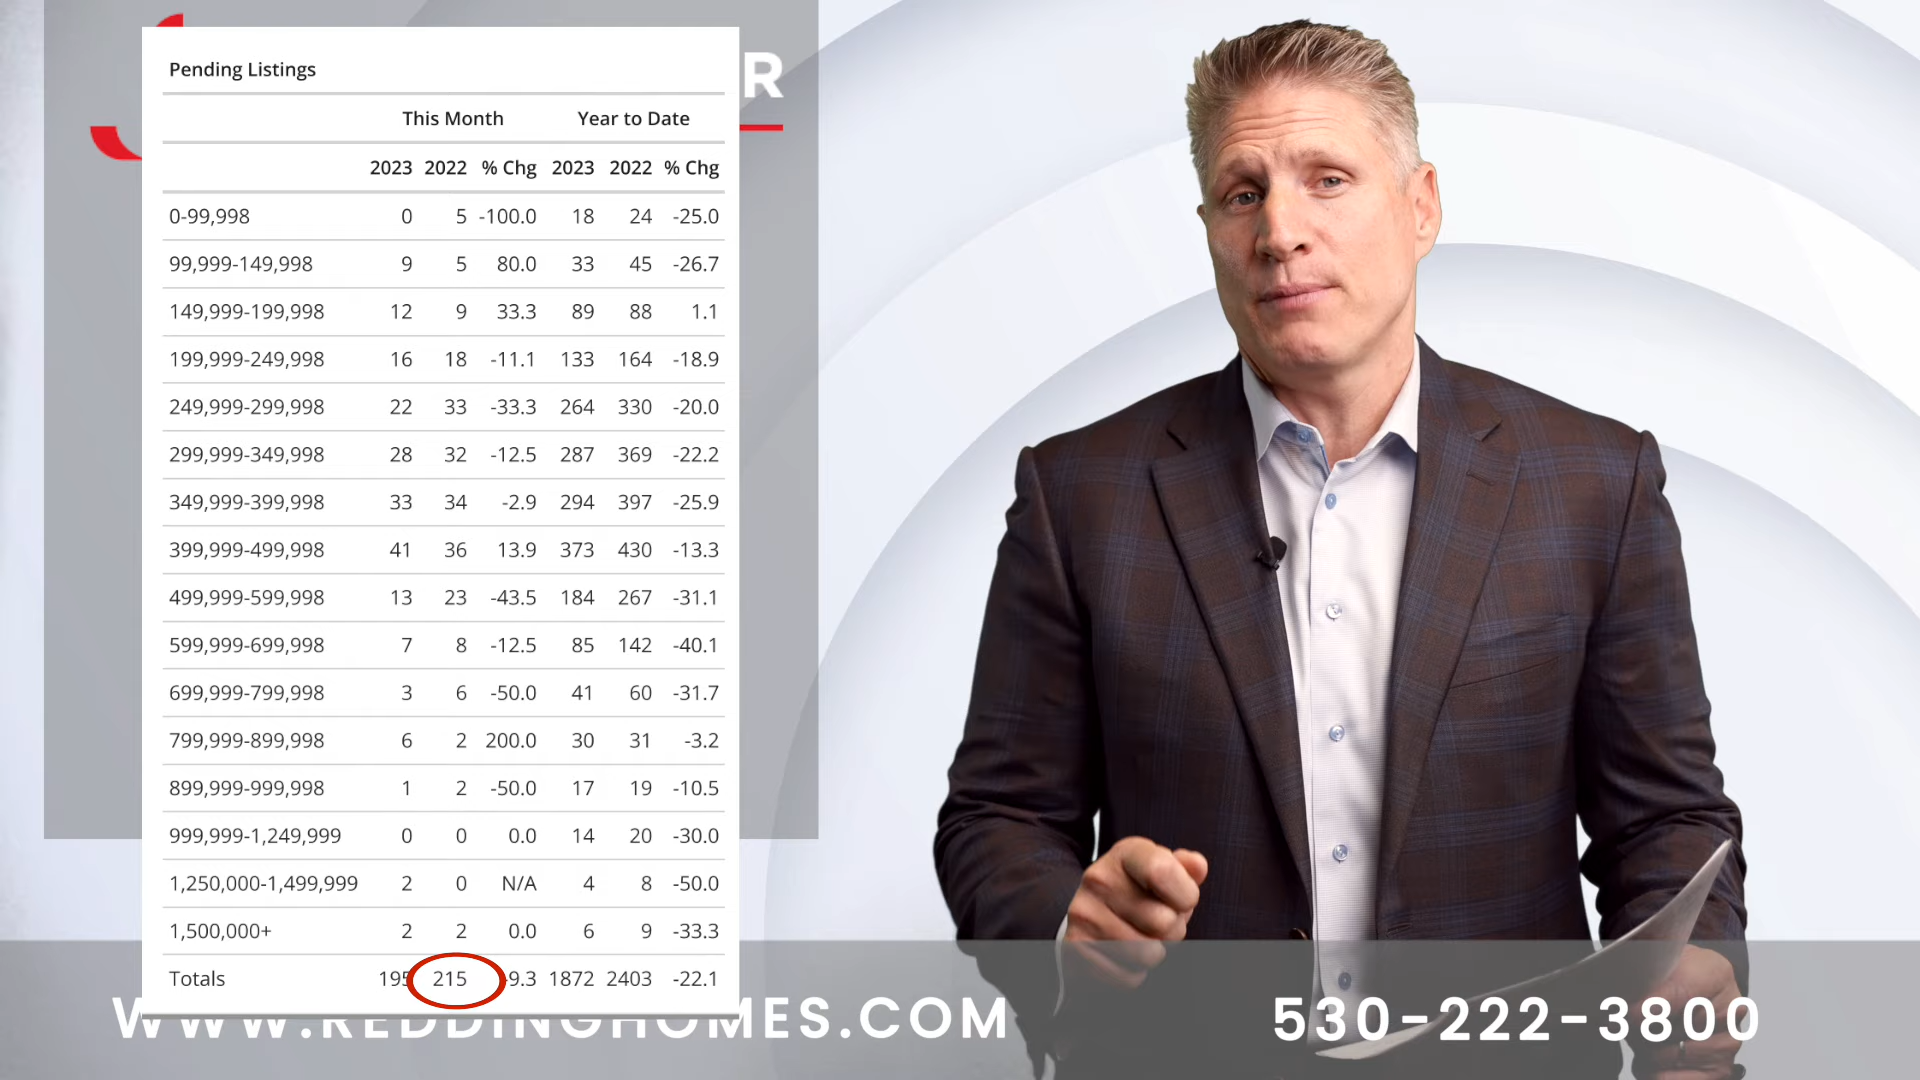 R
Pending Listings
This Month Year to Date
2023 2022 % Chg 2023 2022 % Chg
0-99,998 0 5 -100.0 18 24 -25.0
99,999-149,998 9 5 80.0 33 45 -26.7
149,999-199,998 12 9 33.3 89 88 1.1
199,999-249,998 16 18 -11.1 133 164 -18.9
249,999-299,998 22 33 -33.3 264 330 -20.0
299,999-349,998 28 32 -12.5 287 369 -22.2
349,999-399,998 33 34 -2.9 294 397 -25.9
399,999-499,998 41 36 13.9 373 430 -13.3
499,999-599,998 13 23 -43.5 184 267 -31.1
599,999-699,998 7 8 -12.5 85 142 -40.1
699,999-799,998 3 6 -50.0 41 60 -31.7
799,999-899,998 6 2 200.0 30 31 -3.2
899,999-999,998 1 2 -50.0 17 19 -10.5
999,999-1,249,999 0 0 0.0 14 20 -30.0
1,250,000-1,499,999 2 0 N/A 4 8 -50.0
1,500,000+ 2 2 0.0 6 9 -33.3
Totals 195 215 -9.3 1872 2403 -22.1
WWW.REDDINGHOMES.COM 530-222-3800